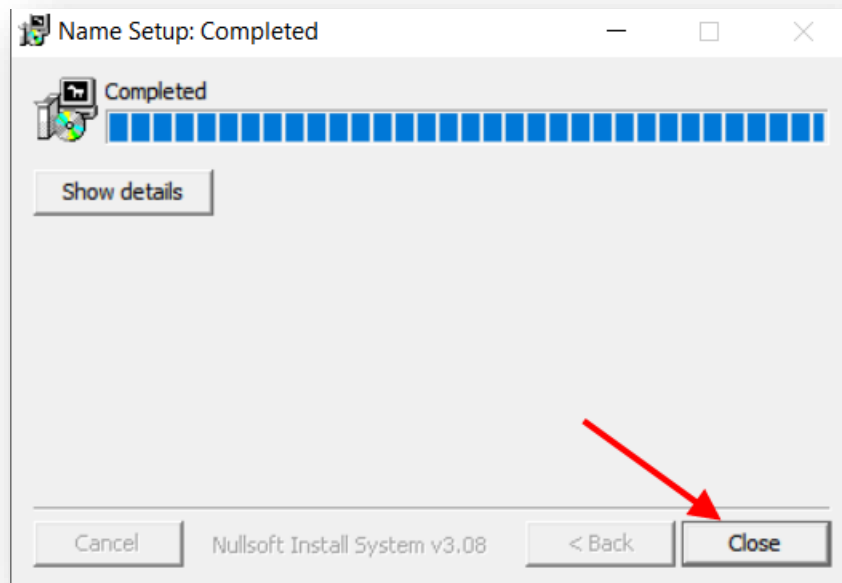 Name Setup: Completed
Completed
Show details
Cancel
Nullsoft Install System v3.08
< Back
Close